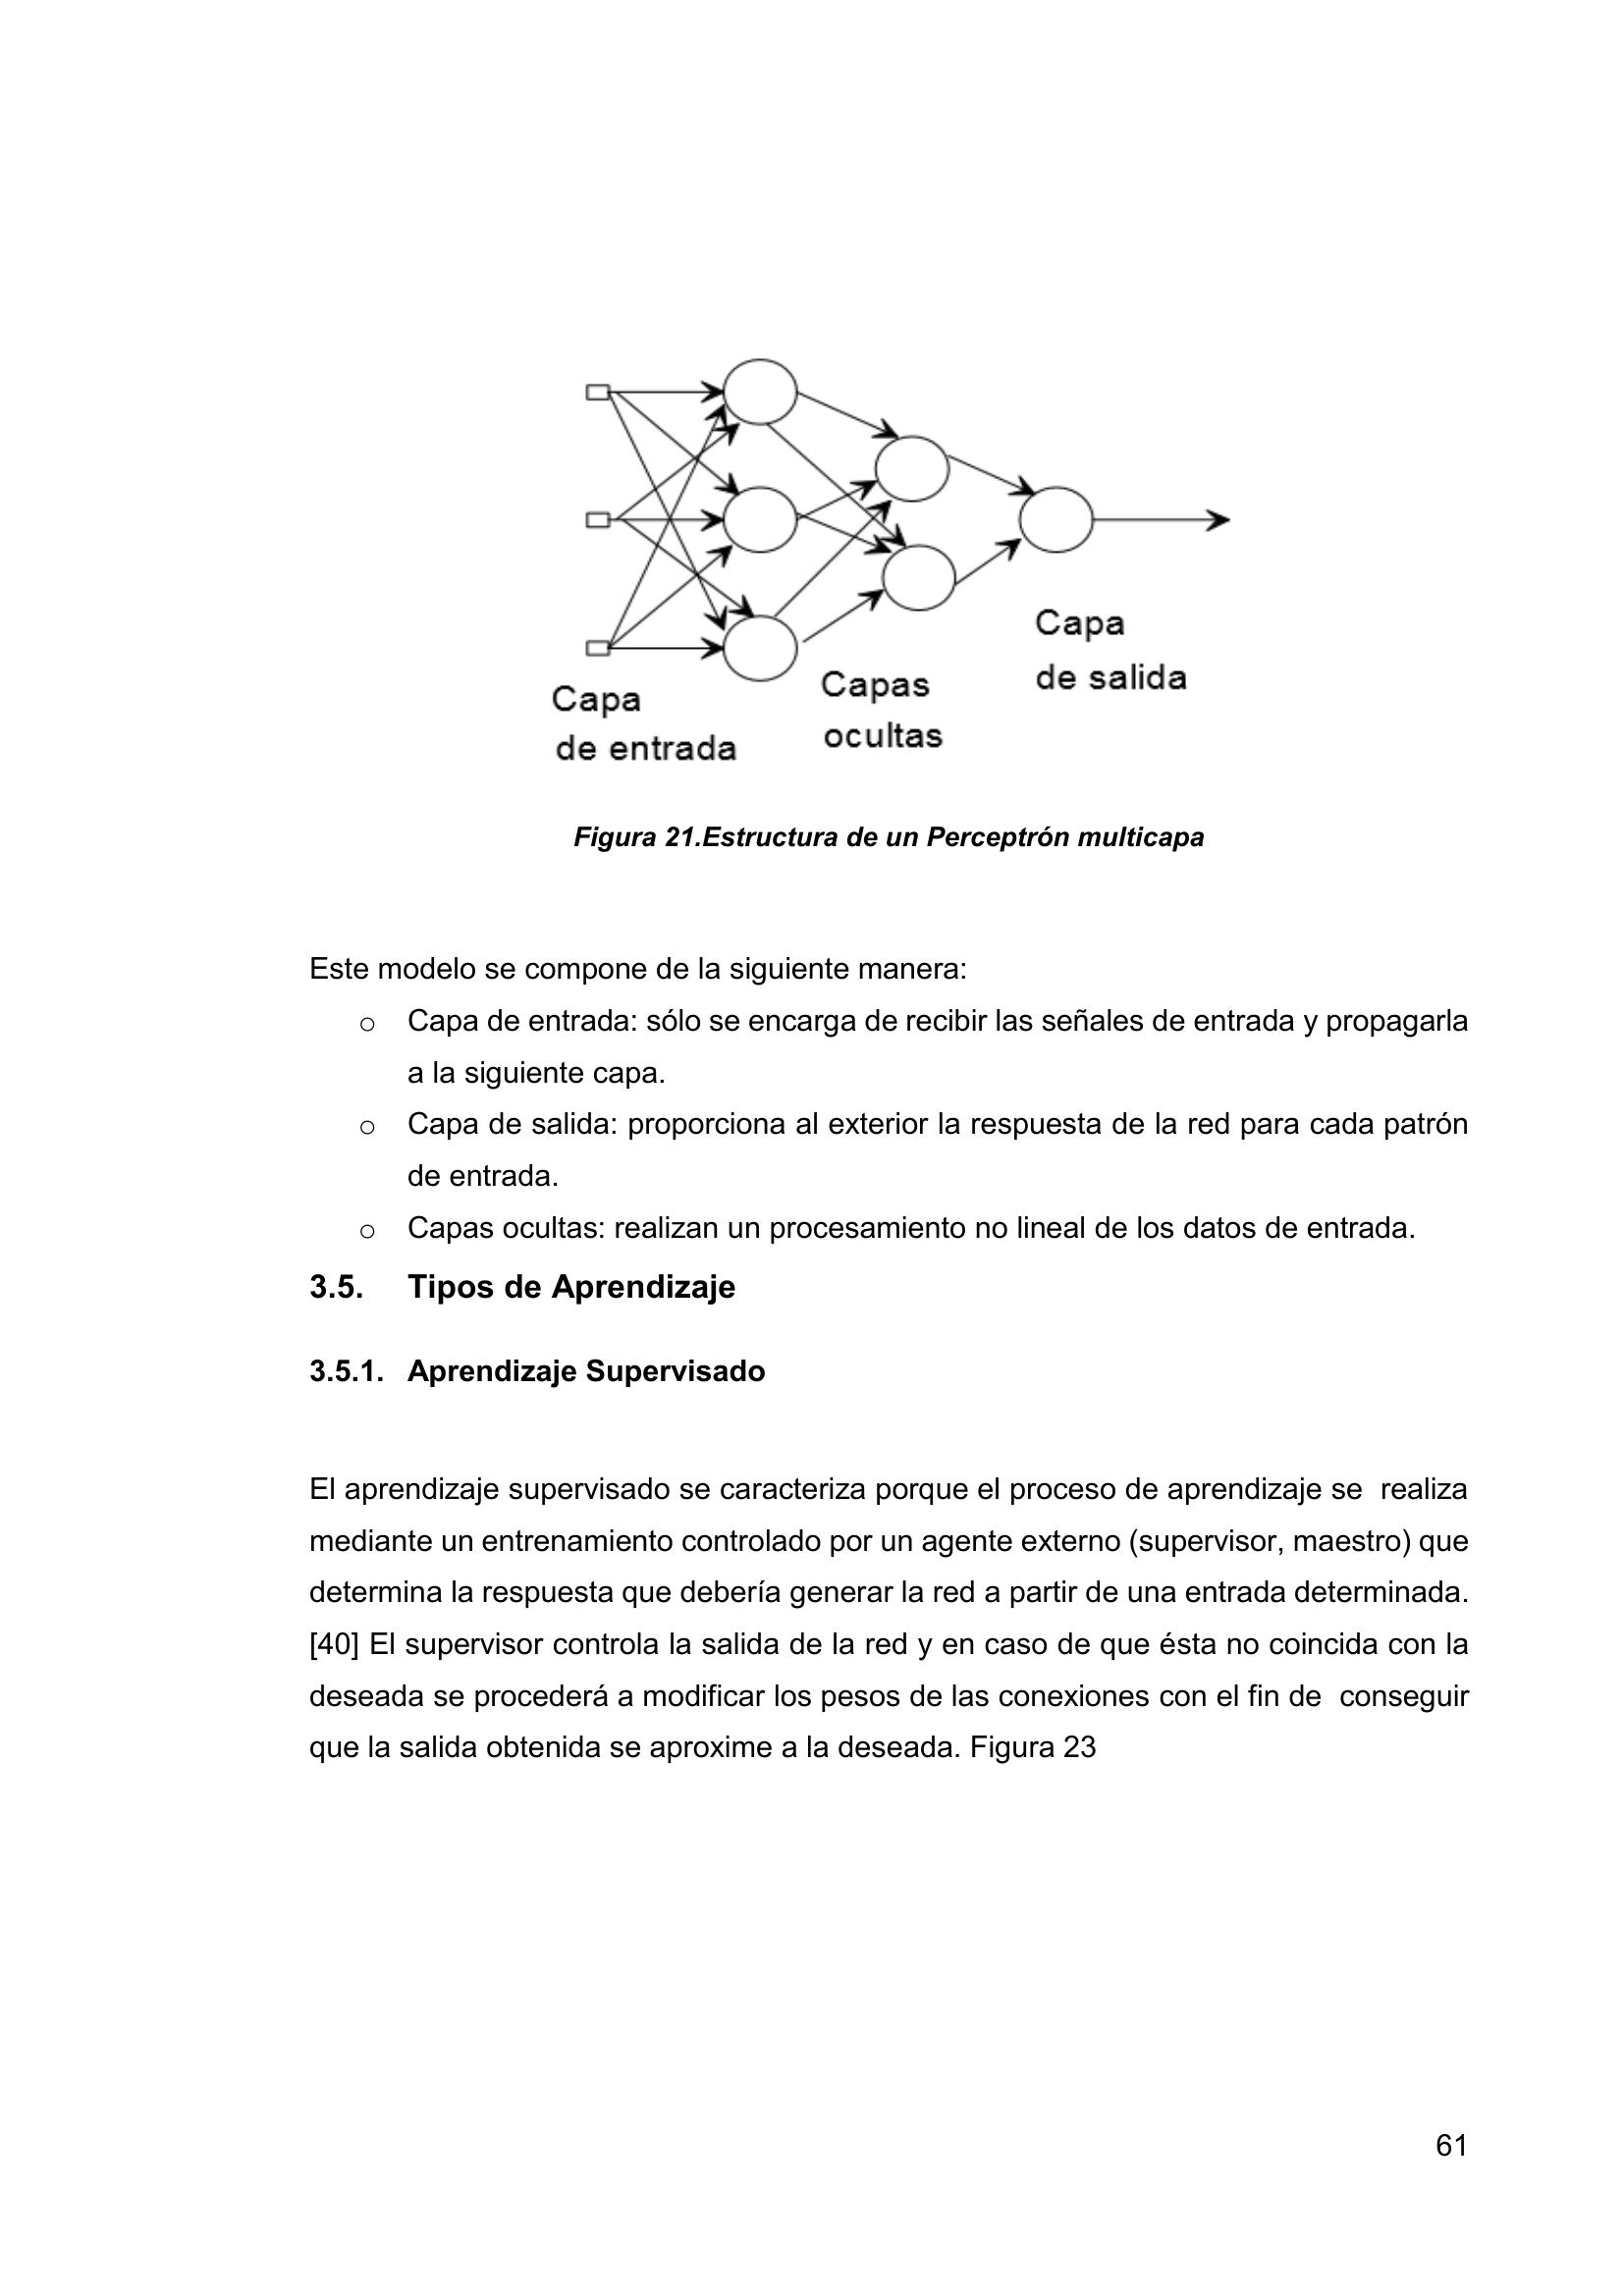 Capa
de entrada
Capas
ocultas
Capa
de salida
Figura 21.Estructura de un Perceptrón multicapa
Este modelo se compone de la siguiente manera:
o Capa de entrada: sólo se encarga de recibir las señales de entrada y propagarla
a la siguiente capa.
o Capa de salida: proporciona al exterior la respuesta de la red para cada patrón
de entrada.
o Capas ocultas: realizan un procesamiento no lineal de los datos de entrada.
3.5. Tipos de Aprendizaje
3.5.1. Aprendizaje Supervisado
El aprendizaje supervisado se caracteriza porque el proceso de aprendizaje se realiza
mediante un entrenamiento controlado por un agente externo (supervisor, maestro) que
determina la respuesta que debería generar la red a partir de una entrada determinada.
[40] El supervisor controla la salida de la red y en caso de que ésta no coincida con la
deseada se procederá a modificar los pesos de las conexiones con el fin de conseguir
que la salida obtenida se aproxime a la deseada. Figura 23
61